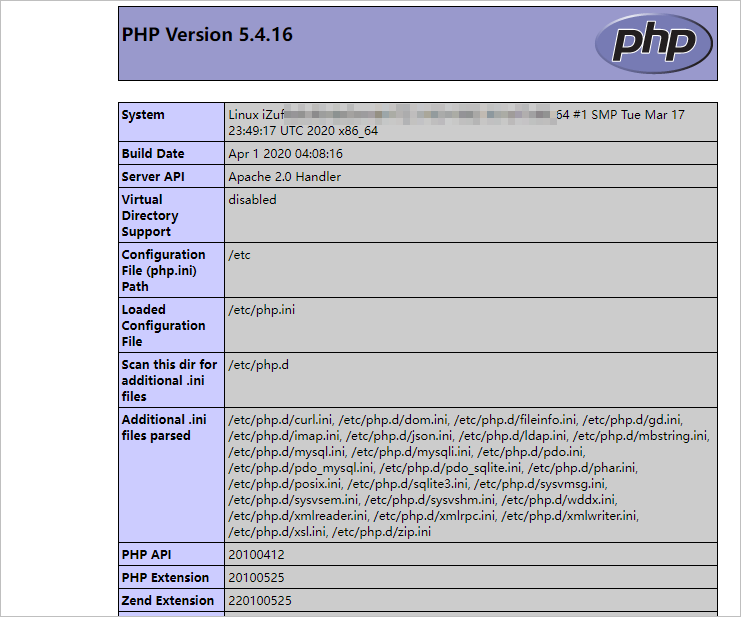 PHP Version 5.4.16
php
System
Linux iZuf
64 #1 SMP Tue Mar 17
23:49:17 UTC 2020 x86_64
Build Date
Apr 1 2020 04:08:16
Server API
Apache 2.0 Handler
Virtual
Directory
Support
disabled
Configuration
File (php.ini)
Path
/etc
Loaded
Configuration
File
/etc/php.ini
Scan this dir for
additional .ini
files
/etc/php.d
Additional .ini
files parsed
/etc/php.d/curl.ini, /etc/php.d/dom.ini, /etc/php.d/fileinfo.ini, /etc/php.d/gd.ini,
/etc/php.d/imap.ini, /etc/php.d/json.ini, /etc/php.d/ldap.ini, /etc/php.d/mbstring.ini,
/etc/php.d/mysql.ini, /etc/php.d/mysqli.ini, /etc/php.d/pdo.ini,
/etc/php.d/pdo_mysql.ini, /etc/php.d/pdo_sqlite.ini, /etc/php.d/phar.ini,
/etc/php.d/posix.ini, /etc/php.d/sqlite3.ini, /etc/php.d/sysvmsg.ini,
/etc/php.d/sysvsem.ini, /etc/php.d/sysvshm.ini, /etc/php.d/wddx.ini,
/etc/php.d/xmlreader.ini, /etc/php.d/xmlrpc.ini, /etc/php.d/xmlwriter.ini,
/etc/php.d/xsl.ini, /etc/php.d/zip.ini
PHP API
20100412
PHP Extension
20100525
Zend Extension
220100525